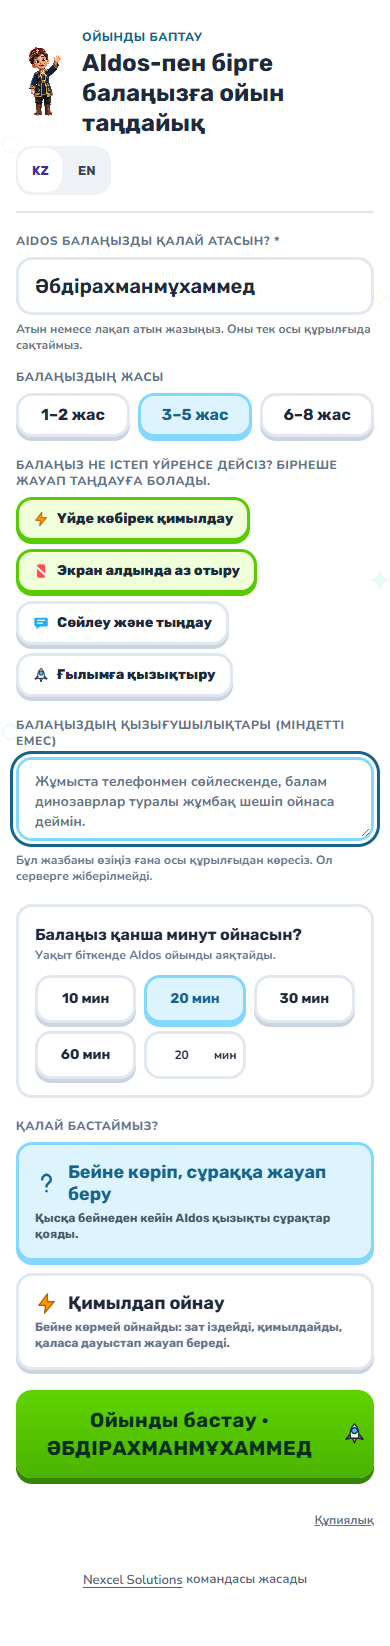 ОЙЫНДЫ БАПТАУ
Aldos-пен бірге
балаңызға ойын
таңдайық
KZ EN
AIDOS БАЛАҢЫЗДЫ ҚАЛАЙ АТАСЫН? *
Әбдірахманмұхаммед
Атын немесе лақап атын жазыңыз. Оны тек осы құрылғыда
сақтаймыз.
БАЛАҢЫЗДЫҢ ЖАСЫ
1–2 жас 3–5 жас 6–8 жас
БАЛАҢЫЗ НЕ ІСТЕП ҮЙРЕНСЕ ДЕЙСІЗ? БІРНЕШЕ
ЖАУАП ТАҢДАУҒА БОЛАДЫ.
Үйде көбірек қимылдау
Экран алдында аз отыру
Сөйлеу және тыңдау
Ғылымға қызықтыру
БАЛАҢЫЗДЫҢ ҚЫЗЫҒУШЫЛЫҚТАРЫ (МІНДЕТТІ
ЕМЕС)
Жұмыста телефонмен сөйлескенде, балам
динозаврлар туралы жұмбақ шешіп ойнаса
деймін.
Бұл жазбаны өзіңіз ғана осы құрылғыдан көресіз. Ол
серверге жіберілмейді.
Балаңыз қанша минут ойнасын?
Уақыт біткенде Aldos ойынды аяқтайды.
10 мин 20 мин 30 мин
60 мин 20 мин
ҚАЛАЙ БАСТАЙМЫЗ?
Бейне көріп, сұраққа жауап
беру
Қысқа бейнеден кейін Aldos қызықты сұрақтар
қояды.
Қимылдап ойнау
Бейне көрмей ойнайды: зат іздейді, қимылдайды,
қаласа дауыстап жауап береді.
Ойынды бастау •
ӘБДІРАХМАНМҰХАММЕД
Құпиялық
Nexcel Solutions командасы жасады